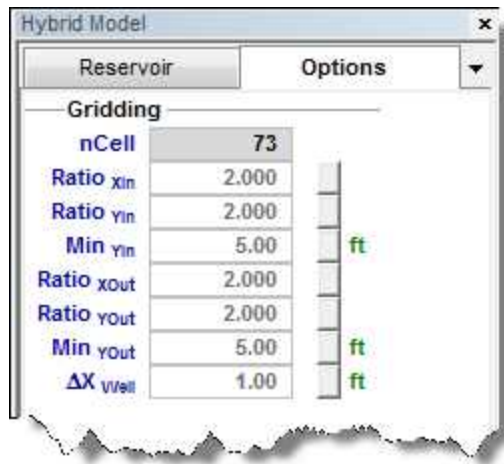 Hybrid Model ×
Reservoir Options
Gridding
nCell 73
Ratio XIn 2.000
Ratio YIn 2.000
Min YIn 5.00 ft
Ratio XOut 2.000
Ratio YOut 2.000
Min YOut 5.00 ft
ΔX Well 1.00 ft